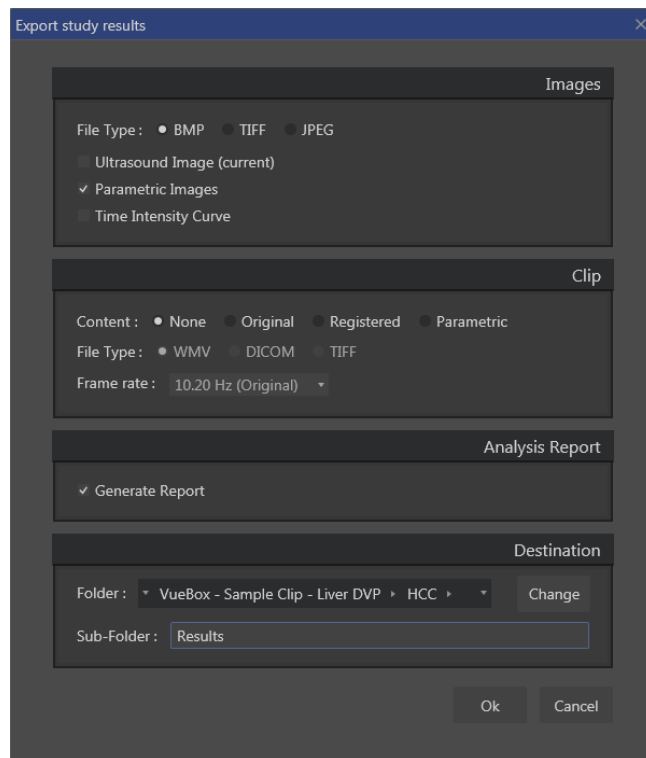 Export study results
Images
File Type : BMP TIFF JPEG
Ultrasound Image (current)
Parametric Images
Time Intensity Curve
Clip
Content : None Original Registered Parametric
File Type : WMV DICOM TIFF
Frame rate : 10.20 Hz (Original)
Analysis Report
Generate Report
Destination
Folder : VueBox - Sample Clip - Liver DVP HCC Change
Sub-Folder : Results
Ok Cancel